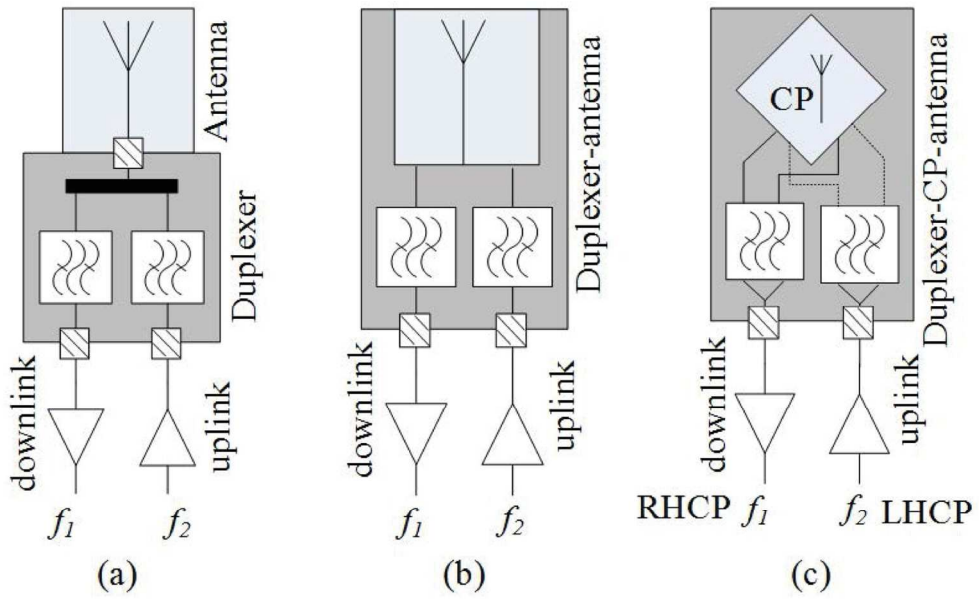 Antenna
Duplexer
downlink
uplink
f1
f2
(a)
Duplexer-antenna
downlink
uplink
f1
f2
(b)
CP
Duplexer-CP-antenna
downlink
uplink
RHCP f1
f2 LHCP
(c)